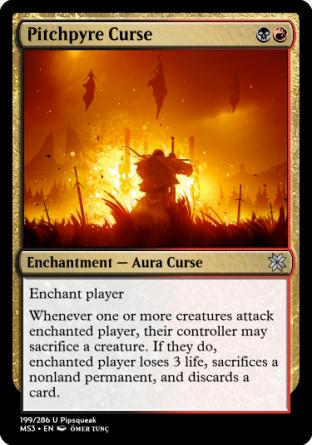 Pitchpyre Curse
Enchantment — Aura Curse
Enchant player
Whenever one or more creatures attack
enchanted player, their controller may
sacrifice a creature. If they do,
enchanted player loses 3 life, sacrifices a
nonland permanent, and discards a
card.
199/286 U Pipsqueak
MS3 • EN ÖMER TUNÇ